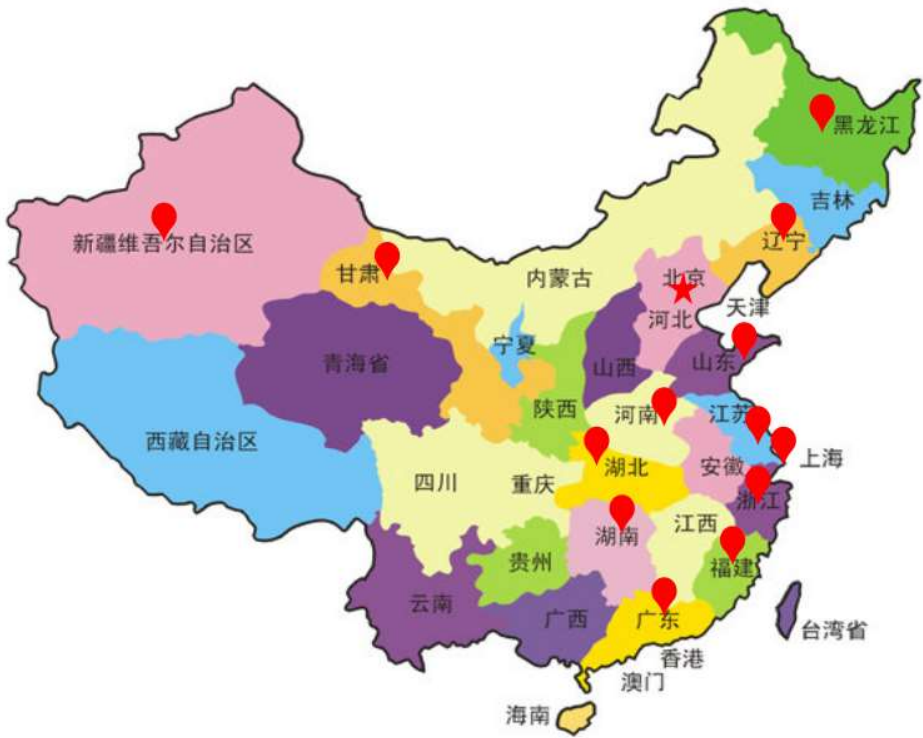 黑龙江
吉林
辽宁
新疆维吾尔自治区
甘肃
内蒙古
北京
天津
河北
宁夏
山西
山东
青海省
陕西
河南
江苏
西藏自治区
上海
四川
重庆
湖北
安徽
浙江
湖南
江西
贵州
福建
云南
广西
广东
台湾省
香港
澳门
海南